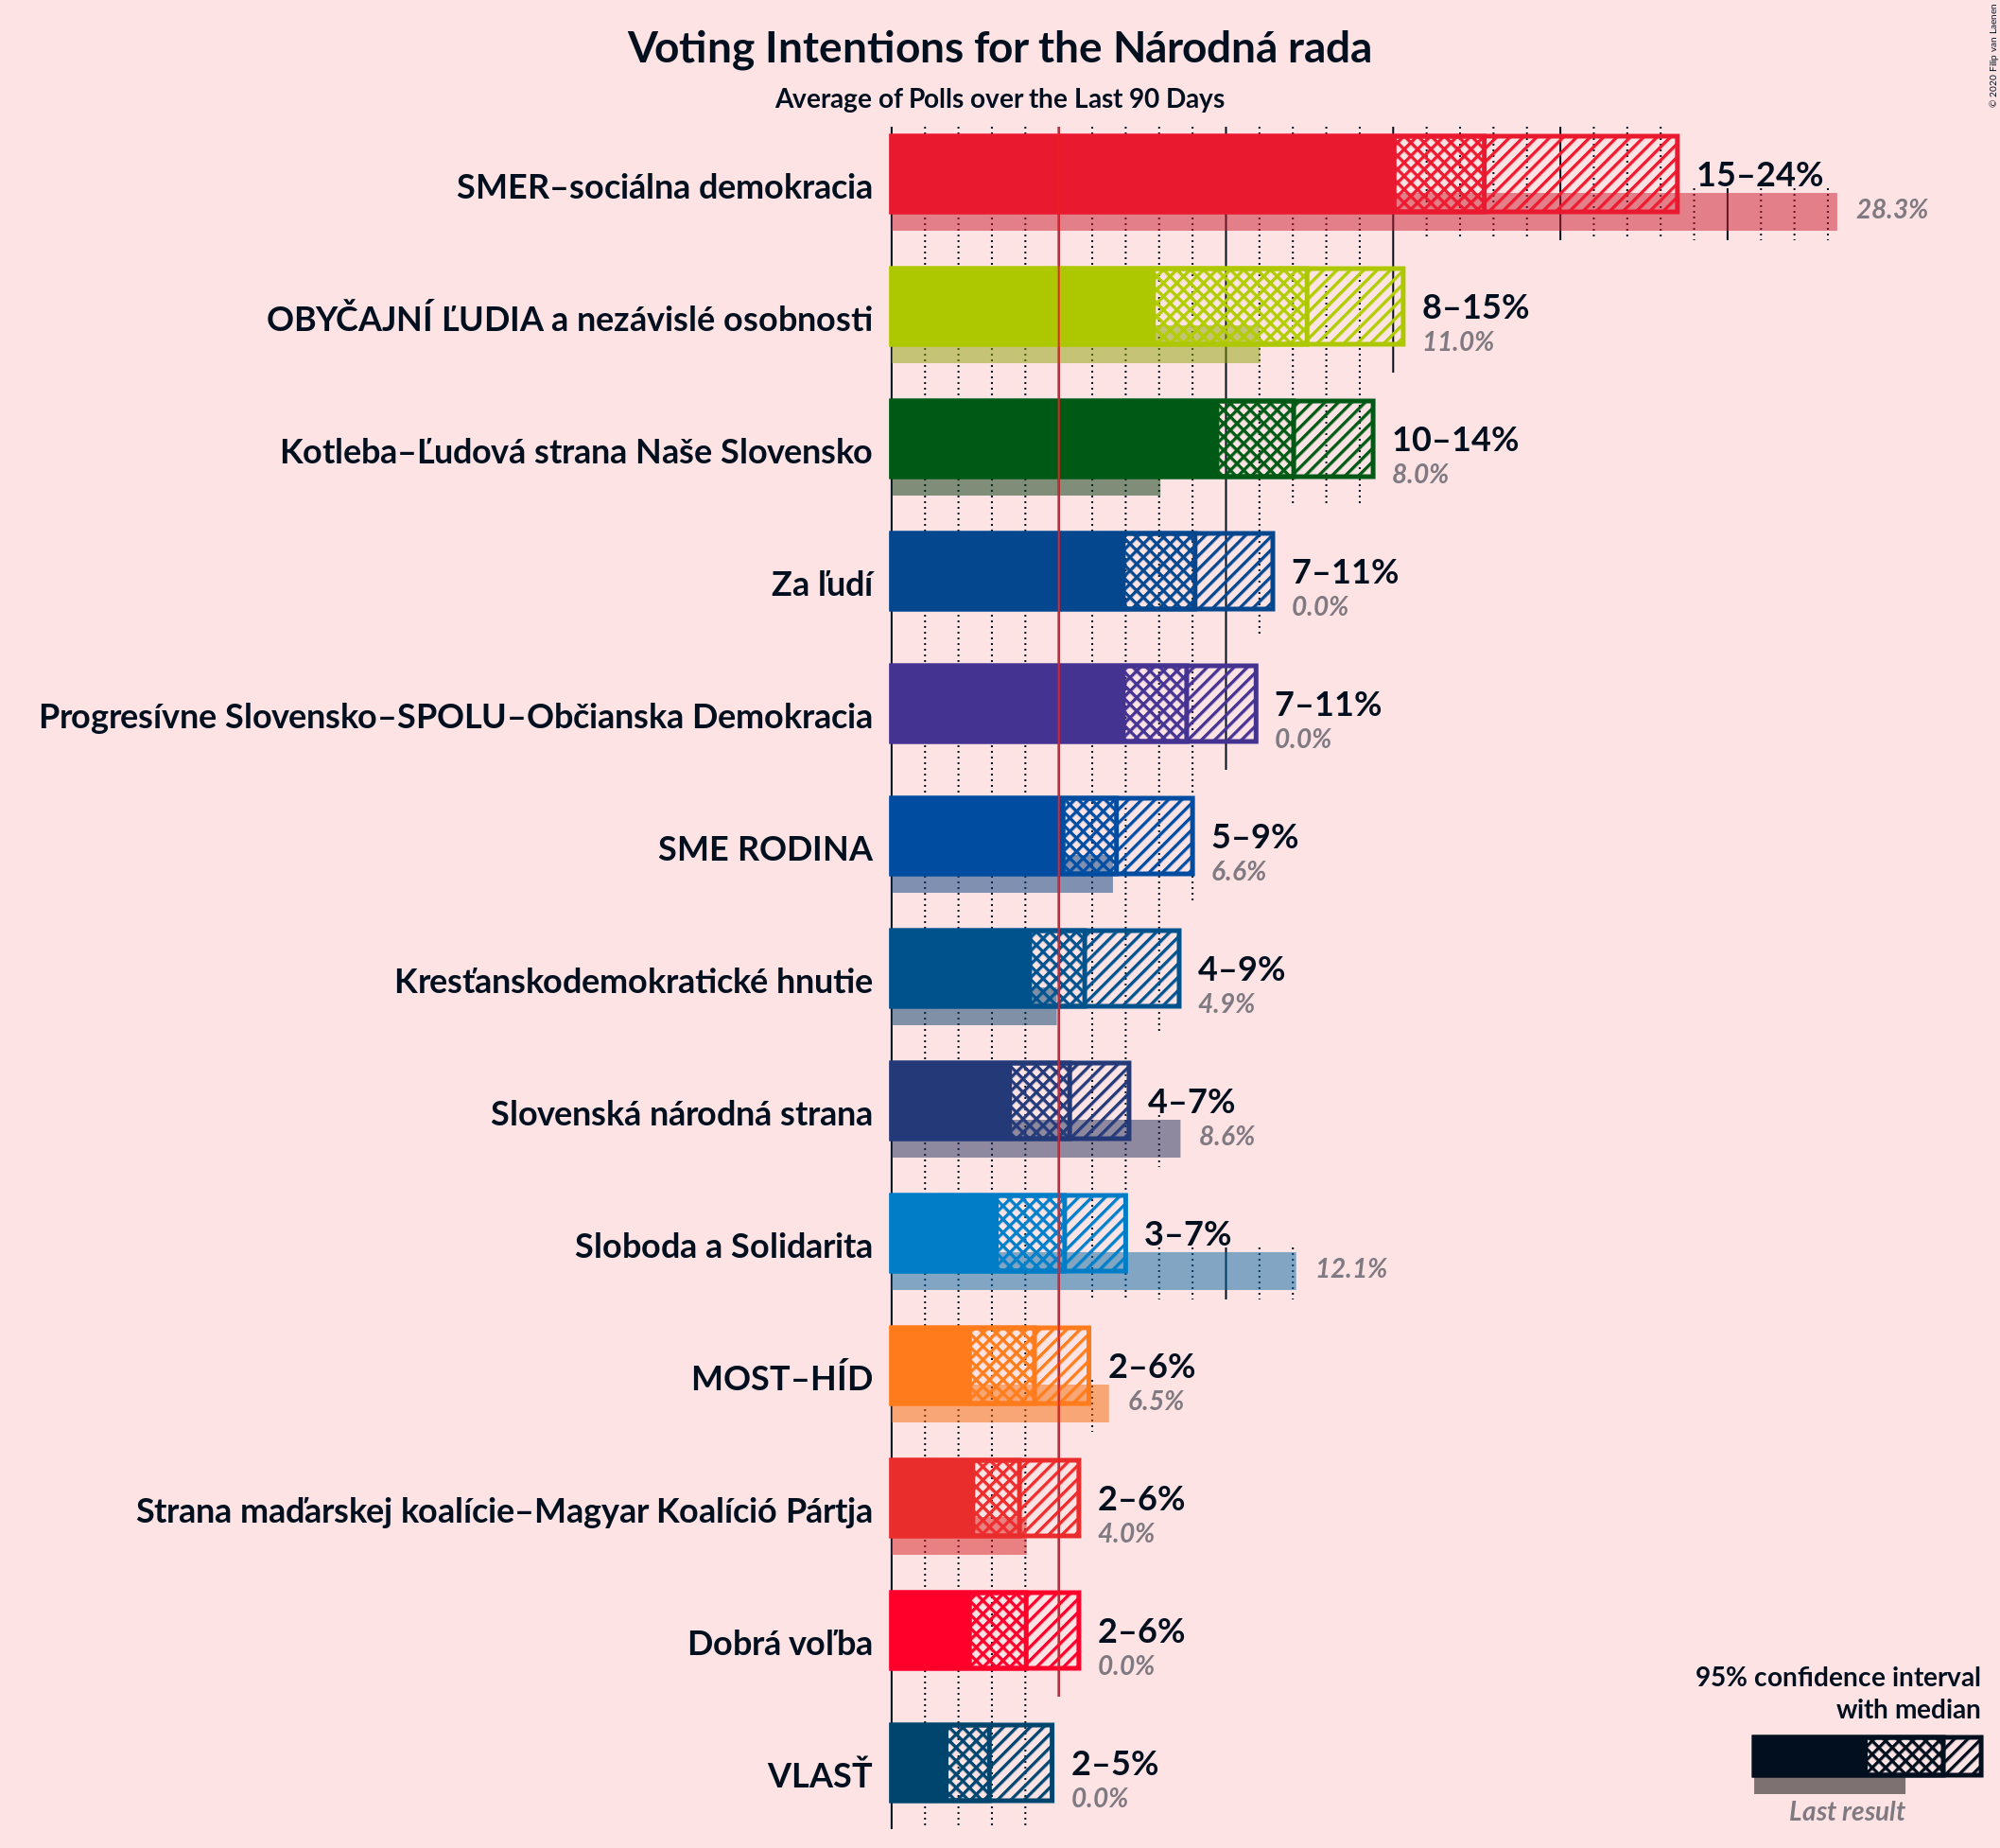 © 2020 Filip van Laenen
Voting Intentions for the Národná rada
Average of Polls over the Last 90 Days
SMER–sociálna demokracia
15–24%
28.3%
OBYČAJNÍ ĽUDIA a nezávislé osobnosti
8–15%
11.0%
Kotleba–Ľudová strana Naše Slovensko
10–14%
8.0%
Za ľudí
7–11%
0.0%
Progresívne Slovensko–SPOLU–Občianska Demokracia
7–11%
0.0%
SME RODINA
5–9%
6.6%
Kresťanskodemokratické hnutie
4–9%
4.9%
Slovenská národná strana
4–7%
8.6%
Sloboda a Solidarita
3–7%
12.1%
MOST–HÍD
2–6%
6.5%
Strana maďarskej koalície–Magyar Koalíció Pártja
2–6%
4.0%
Dobrá voľba
2–6%
0.0%
VLASŤ
2–5%
0.0%
95% confidence interval
with median
Last result